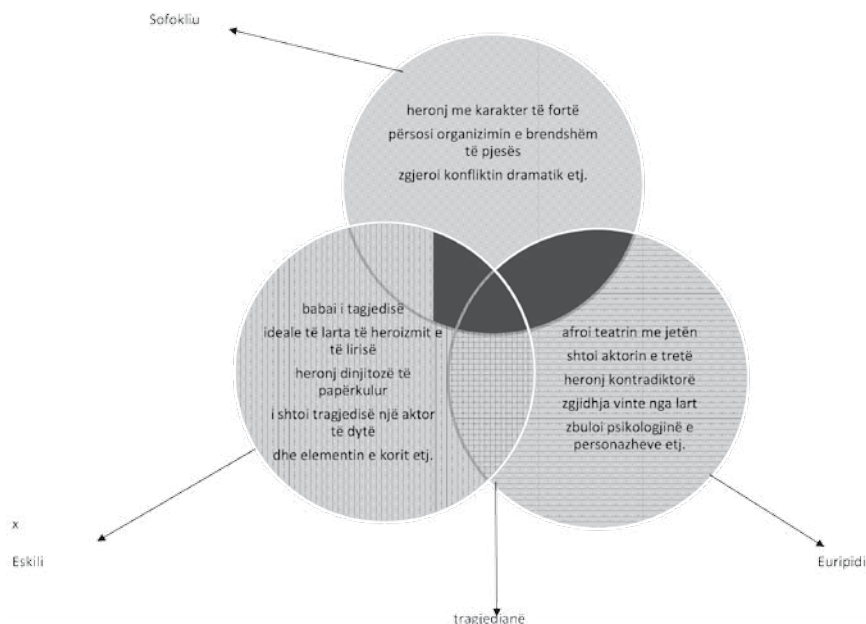 Sofokliu
heronj me karakter të fortë
përsosi organizimin e brendshëm
të pjesës
zgjeroi konfliktin dramatik etj.
babai i tagjedisë
ideale të larta të heroizmit e
të lirisë
heronj dinjitozë të
papërkulur
i shtoi tragjedisë një aktor
të dytë
dhe elementin e korit etj.
afroi teatrin me jetën
shtoi aktorin e tretë
heronj kontradiktorë
zgjidhja vinte nga lart
zbuloi psikologjinë e
personazheve etj.
x
Eskili
Euripidi
tragjedianë